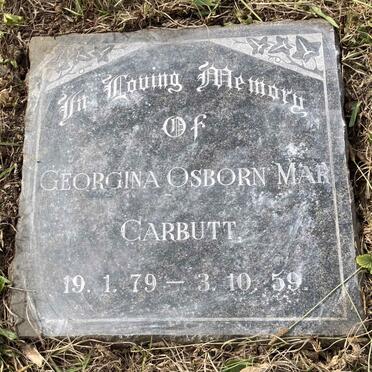 In Loving Memory
Of
GEORGINA OSBORN MAR
CARBUTT.
19. 1. 79 — 3. 10. 59.